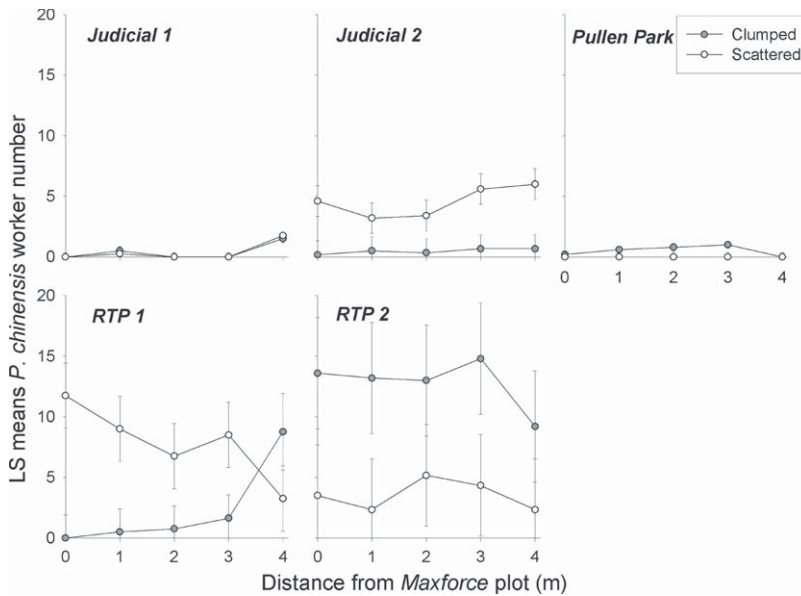 20
15
10
5
0
Judicial 1
Judicial 2
Pullen Park
Clumped
Scattered
0 1 2 3 4
LS means P. chinensis worker number
20
15
10
5
0
RTP 1
RTP 2
0 1 2 3 4
0 1 2 3 4
Distance from Maxforce plot (m)